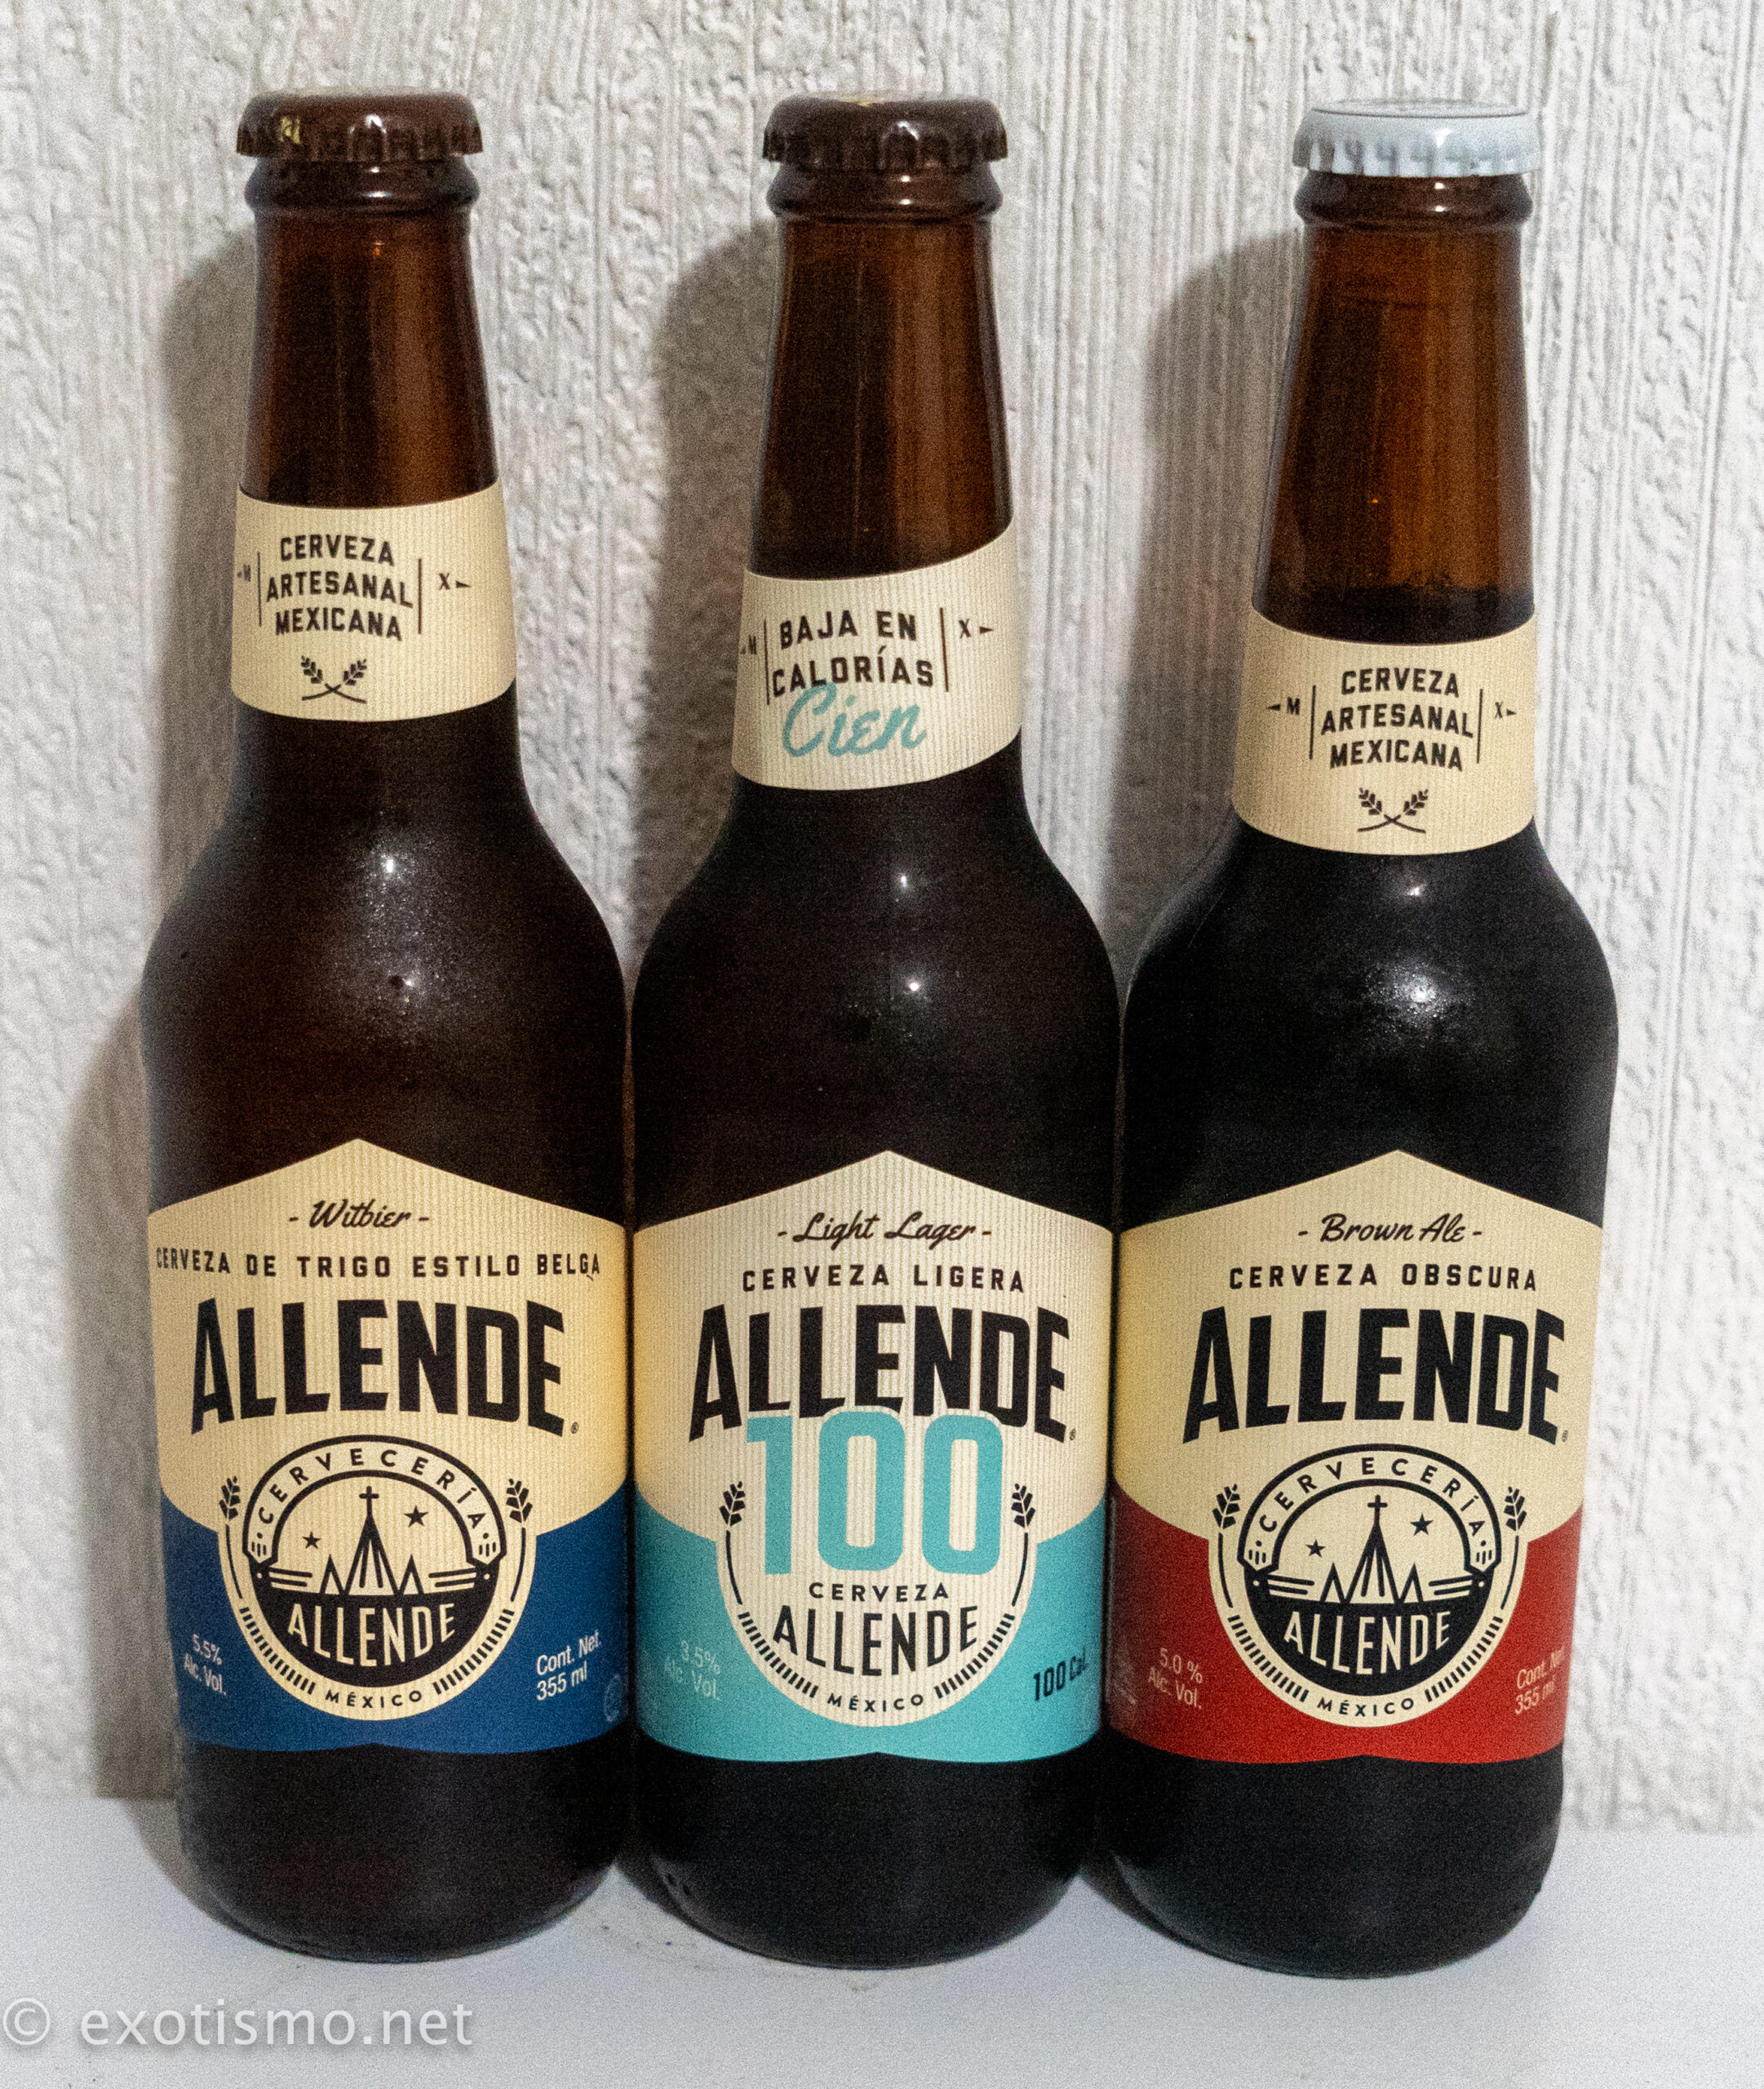 CERVEZA
ARTESANAL
MEXICANA
M X
- Witbier -
CERVEZA DE TRIGO ESTILO BELGA
ALLENDE®
CERVECERÍA
ALLENDE
MÉXICO
5.5%
Alc. Vol.
Cont. Net.
355 ml
BAJA EN
CALORÍAS
Cien
M X
- Light Lager -
CERVEZA LIGERA
ALLENDE®
100
CERVEZA
ALLENDE
MÉXICO
3.5%
Alc. Vol.
100 Cal.
CERVEZA
ARTESANAL
MEXICANA
M X
- Brown Ale -
CERVEZA OBSCURA
ALLENDE®
CERVECERÍA
ALLENDE
MÉXICO
5.0 %
Alc. Vol.
Cont. Net.
355 ml
© exotismo.net